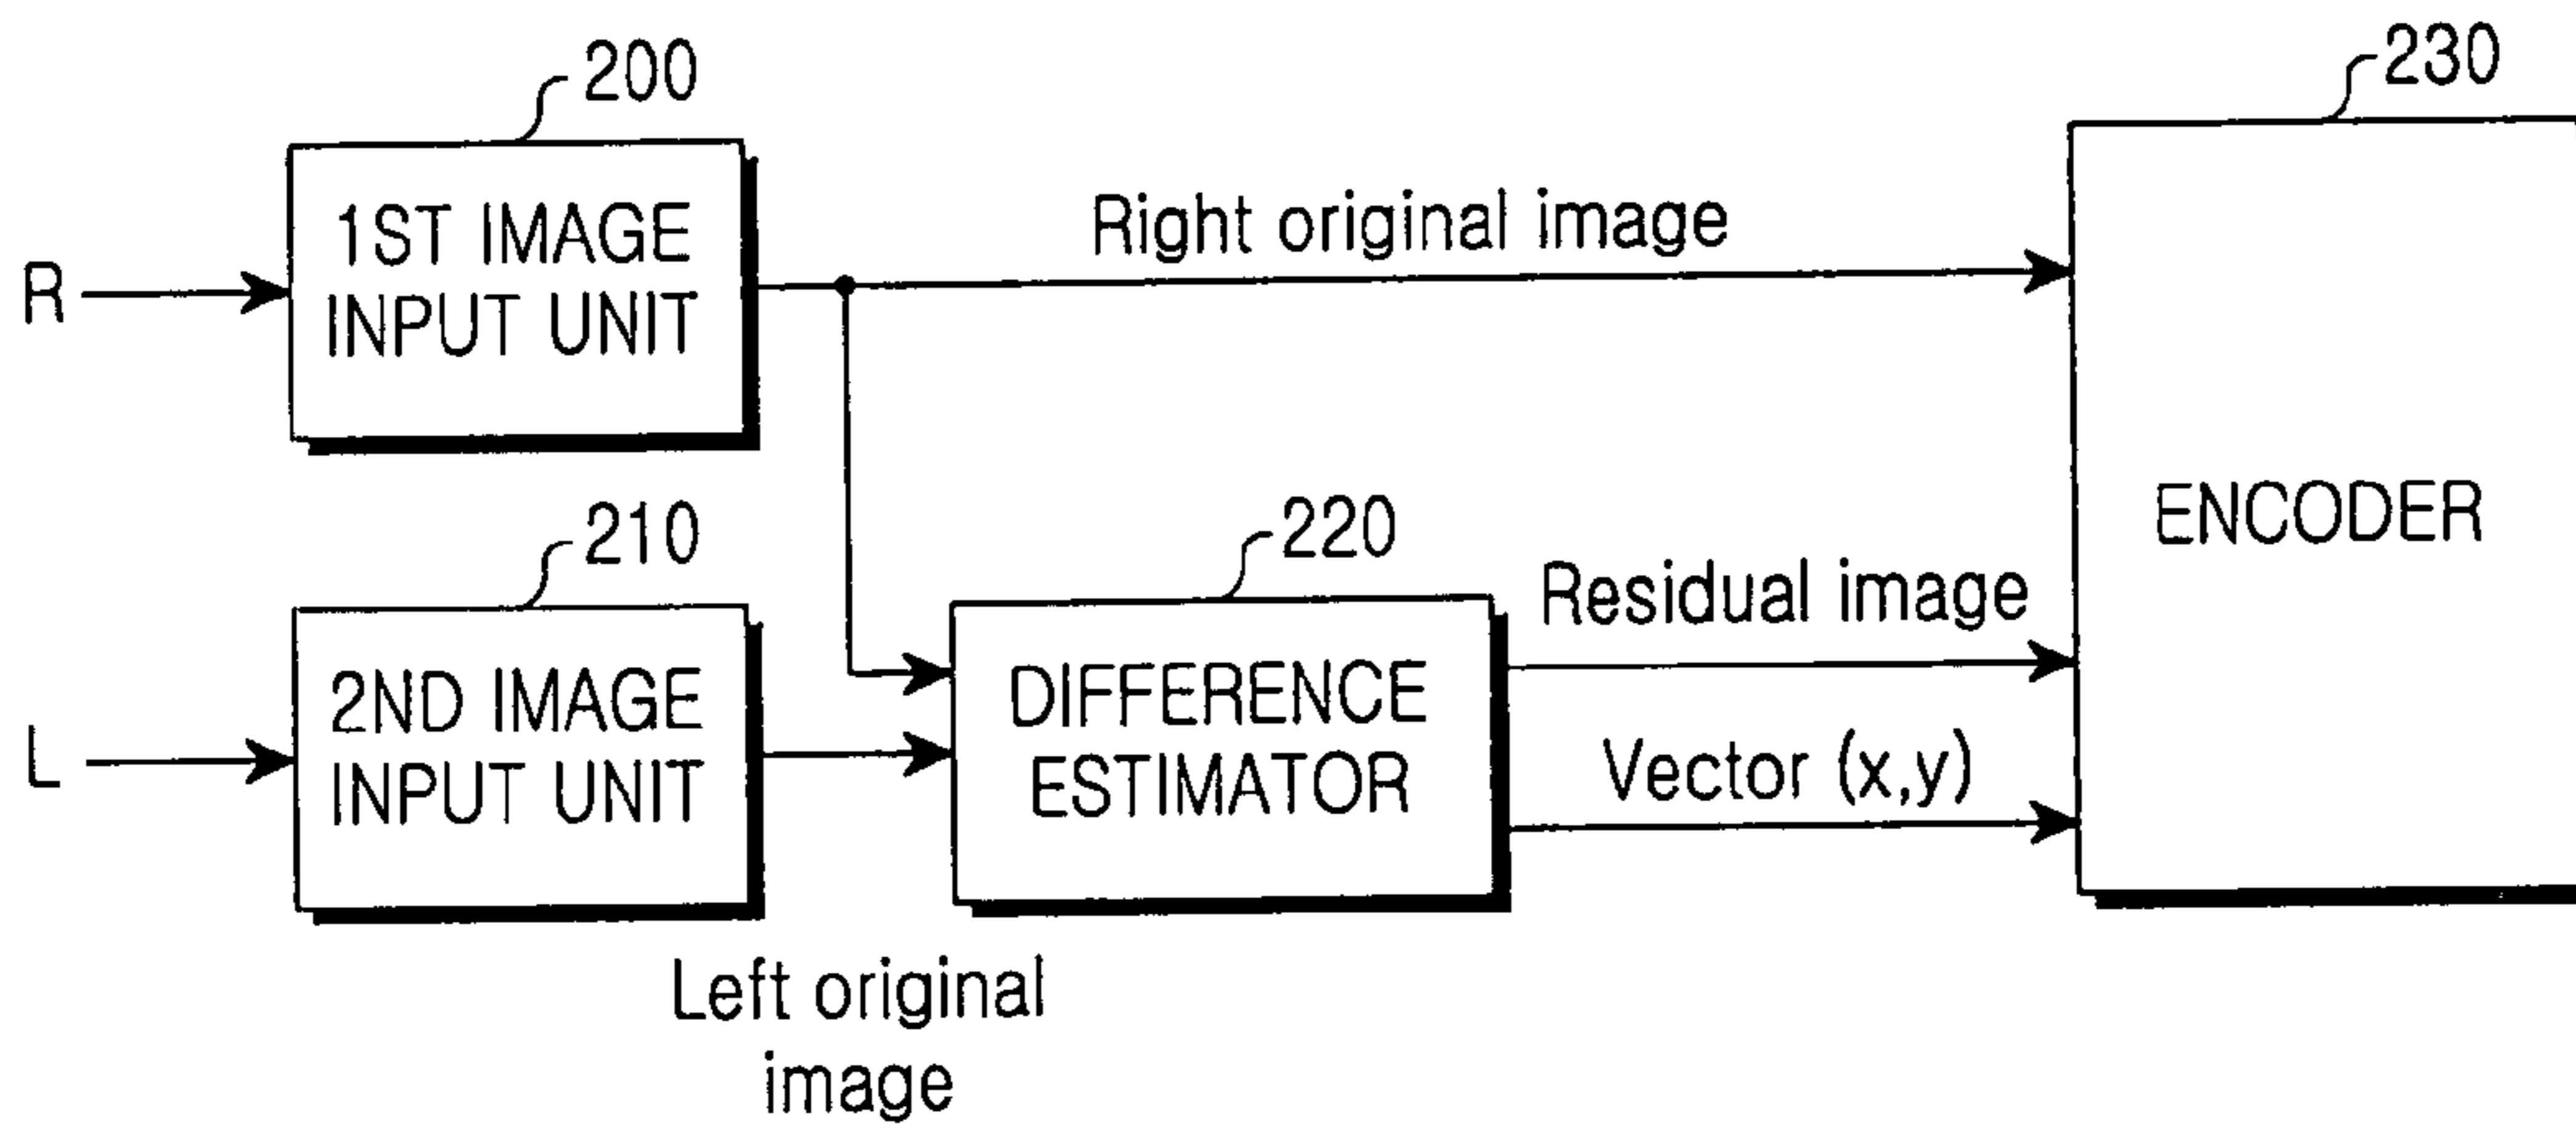 200
230
1ST IMAGE
INPUT UNIT
R
Right original image
210
220
2ND IMAGE
INPUT UNIT
L
DIFFERENCE
ESTIMATOR
Residual image
Vector (x,y)
ENCODER
Left original
image